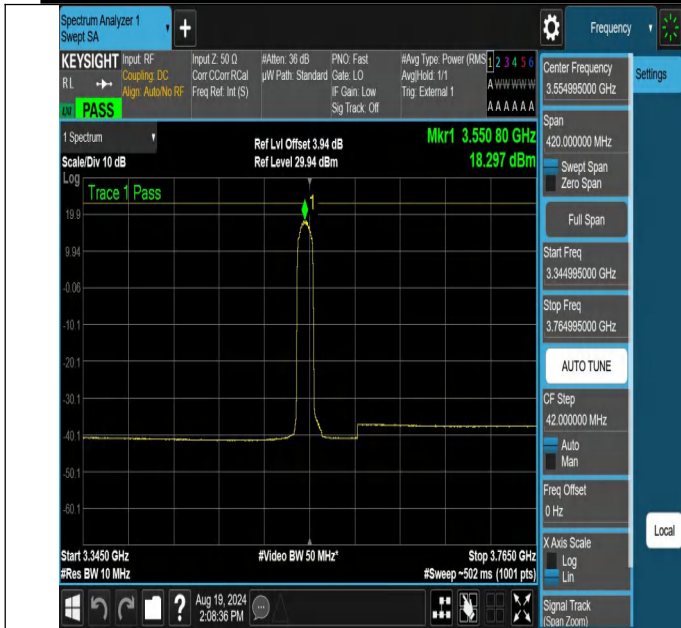 Spectrum Analyzer 1
Swept SA
Frequency
KEYSIGHT
RL
PASS
Input: RF
Coupling: DC
Align: Auto/No RF
Input Z: 50 Ω
Corr CCorr RCal
Freq Ref: Int (S)
#Atten: 36 dB
µW Path: Standard
PNO: Fast
Gate: LO
IF Gain: Low
Sig Track: Off
#Avg Type: Power (RMS
Avg|Hold: 1/1
Trig: External 1
1 2 3 4 5 6
A W W W W W
A A A A A A
Settings
Center Frequency
3.554995000 GHz
Span
420.000000 MHz
Swept Span
Zero Span
Full Span
Start Freq
3.344995000 GHz
Stop Freq
3.764995000 GHz
AUTO TUNE
CF Step
42.000000 MHz
Auto
Man
Freq Offset
0 Hz
X Axis Scale
Log
Lin
Signal Track
(Span Zoom)
Local
1 Spectrum
Scale/Div 10 dB
Ref Lvl Offset 3.94 dB
Ref Level 29.94 dBm
Mkr1 3.550 80 GHz
18.297 dBm
Log
Trace 1 Pass
1
19.9
9.94
-0.06
-10.1
-20.1
-30.1
-40.1
-50.1
-60.1
Start 3.3450 GHz
#Res BW 10 MHz
#Video BW 50 MHz*
Stop 3.7650 GHz
#Sweep ~502 ms (1001 pts)
Aug 19, 2024
2:08:36 PM